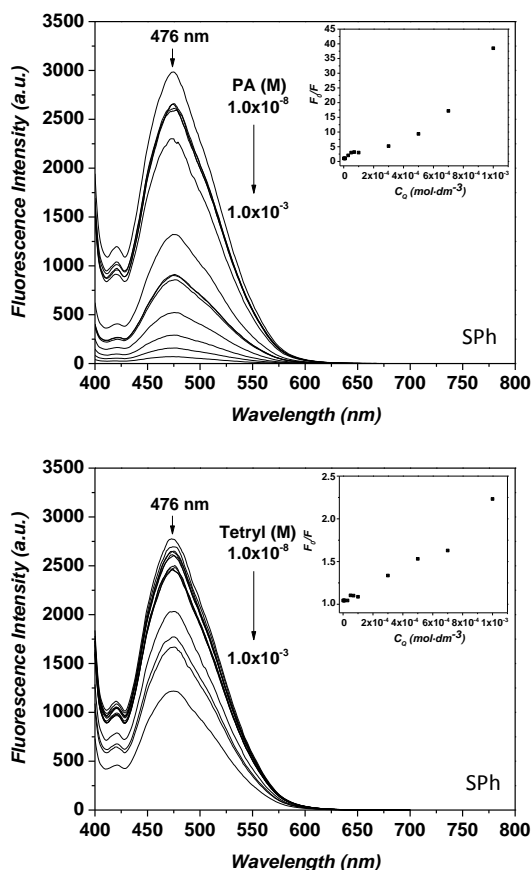 476 nm
PA (M)
1.0x10⁻⁸
1.0x10⁻³
SPh
Fluorescence Intensity (a.u.)
3500
3000
2500
2000
1500
1000
500
0
400 450 500 550 600 650 700 750 800
Wavelength (nm)
F₀/F
45
40
35
30
25
20
15
10
5
0
0 2x10⁻⁴ 4x10⁻⁴ 6x10⁻⁴ 8x10⁻⁴ 1x10⁻³
C_Q (mol·dm⁻³)
476 nm
Tetryl (M)
1.0x10⁻⁸
1.0x10⁻³
SPh
Fluorescence Intensity (a.u.)
3500
3000
2500
2000
1500
1000
500
0
400 450 500 550 600 650 700 750 800
Wavelength (nm)
F₀/F
2.5
2.0
1.5
1.0
0 2x10⁻⁴ 4x10⁻⁴ 6x10⁻⁴ 8x10⁻⁴ 1x10⁻³
C_Q (mol·dm⁻³)